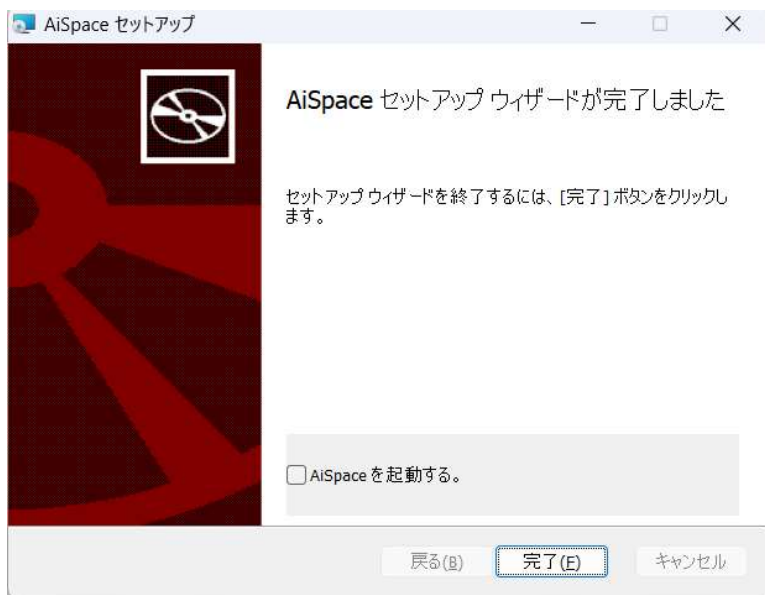 AiSpace セットアップ
AiSpace セットアップ ウィザードが完了しました
セットアップ ウィザードを終了するには、[完了] ボタンをクリックし
ます。
AiSpace を起動する。
戻る(B) 完了(F) キャンセル